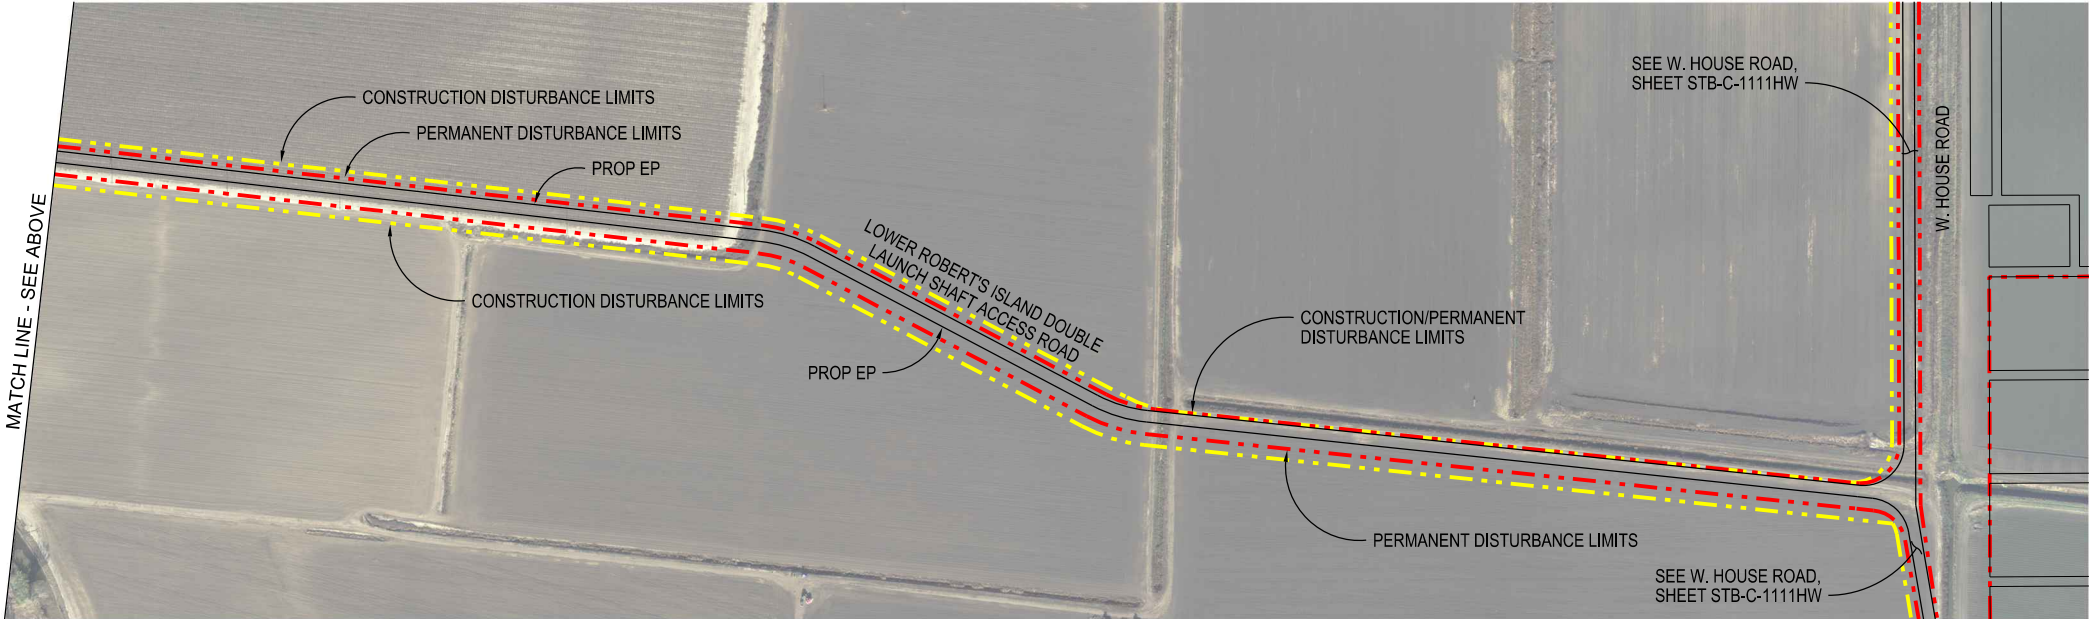 CONSTRUCTION DISTURBANCE LIMITS
PERMANENT DISTURBANCE LIMITS
PROP EP
MATCH LINE - SEE ABOVE
CONSTRUCTION DISTURBANCE LIMITS
LOWER ROBERT'S ISLAND DOUBLE
LAUNCH SHAFT ACCESS ROAD
PROP EP
CONSTRUCTION/PERMANENT
DISTURBANCE LIMITS
PERMANENT DISTURBANCE LIMITS
SEE W. HOUSE ROAD,
SHEET STB-C-1111HW
W. HOUSE ROAD
SEE W. HOUSE ROAD,
SHEET STB-C-1111HW